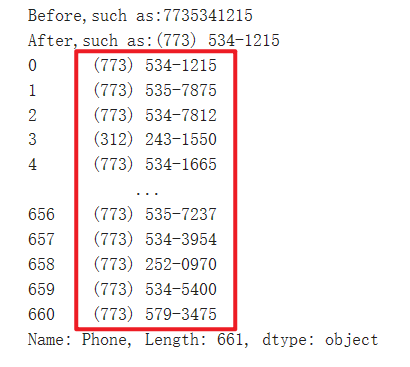 Before,such as:7735341215
After,such as:(773) 534-1215
0 (773) 534-1215
1 (773) 535-7875
2 (773) 534-7812
3 (312) 243-1550
4 (773) 534-1665
...
656 (773) 535-7237
657 (773) 534-3954
658 (773) 252-0970
659 (773) 534-5400
660 (773) 579-3475
Name: Phone, Length: 661, dtype: object